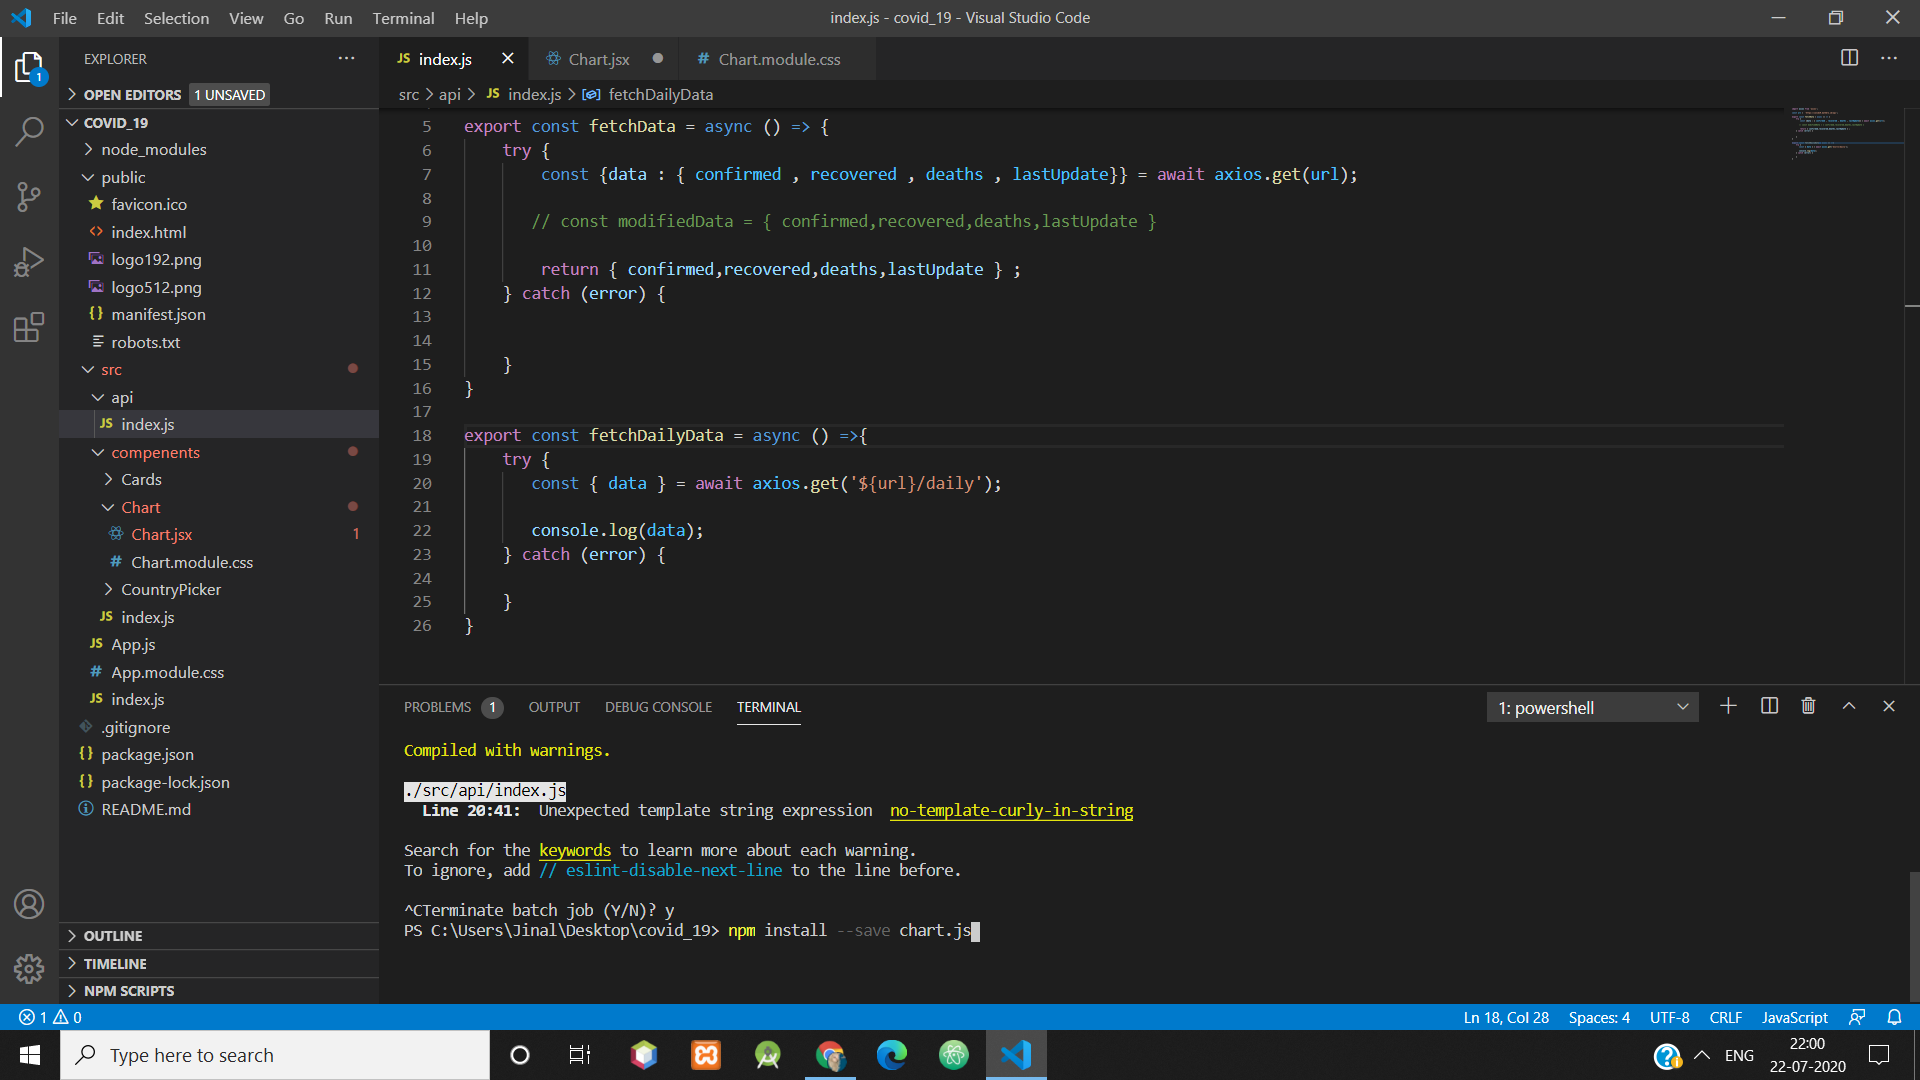 File Edit Selection View Go Run Terminal Help
index.js - covid_19 - Visual Studio Code
EXPLORER
OPEN EDITORS 1 UNSAVED
COVID_19
node_modules
public
favicon.ico
index.html
logo192.png
logo512.png
manifest.json
robots.txt
src
api
index.js
compenents
Cards
Chart
Chart.jsx 1
Chart.module.css
CountryPicker
index.js
App.js
App.module.css
index.js
.gitignore
package.json
package-lock.json
README.md
OUTLINE
TIMELINE
NPM SCRIPTS
JS index.js Chart.jsx # Chart.module.css
src > api > JS index.js > fetchDailyData
5 export const fetchData = async () => {
6 try {
7 const {data : { confirmed , recovered , deaths , lastUpdate}} = await axios.get(url);
8
9 // const modifiedData = { confirmed,recovered,deaths,lastUpdate }
10
11 return { confirmed,recovered,deaths,lastUpdate } ;
12 } catch (error) {
13
14
15 }
16 }
17
18 export const fetchDailyData = async () =>{
19 try {
20 const { data } = await axios.get('${url}/daily');
21
22 console.log(data);
23 } catch (error) {
24
25 }
26 }
PROBLEMS 1 OUTPUT DEBUG CONSOLE TERMINAL
1: powershell
Compiled with warnings.
./src/api/index.js
Line 20:41: Unexpected template string expression no-template-curly-in-string
Search for the keywords to learn more about each warning.
To ignore, add // eslint-disable-next-line to the line before.
^CTerminate batch job (Y/N)? y
PS C:\Users\Jinal\Desktop\covid_19> npm install --save chart.js
1 0
Ln 18, Col 28 Spaces: 4 UTF-8 CRLF JavaScript
Type here to search
ENG
22:00
22-07-2020